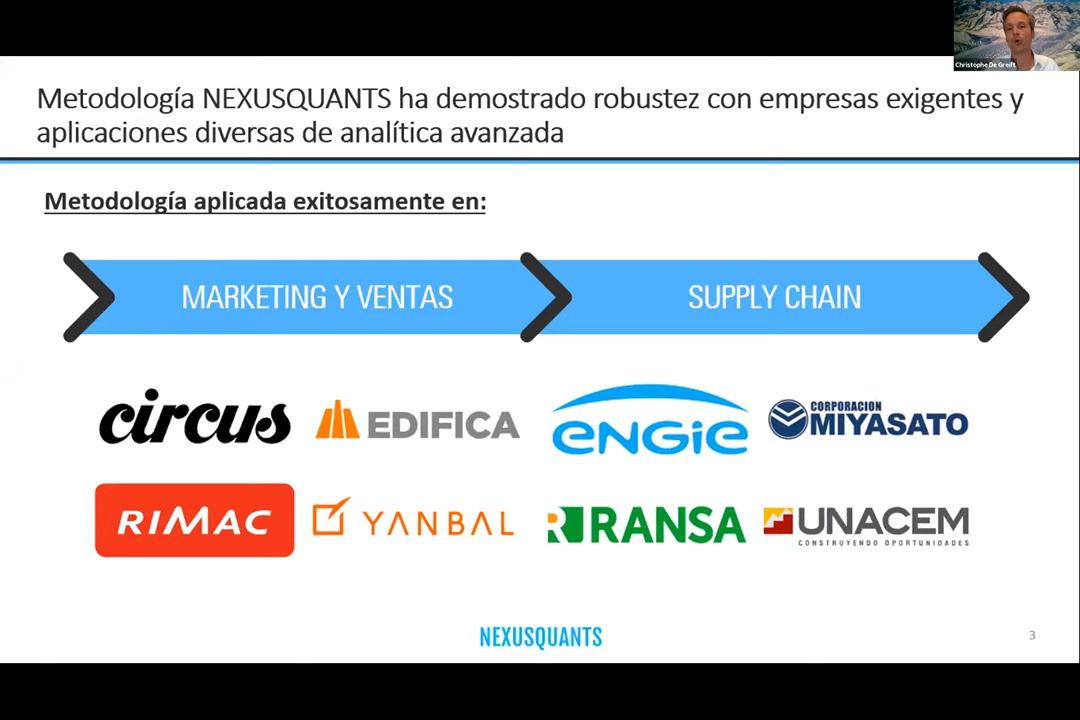 Christophe De Greift
Metodología NEXUSQUANTS ha demostrado robustez con empresas exigentes y
aplicaciones diversas de analítica avanzada
Metodología aplicada exitosamente en:
MARKETING Y VENTAS
SUPPLY CHAIN
circus
EDIFICA
ENGIE
CORPORACION
MIYASATO
RIMAC
YANBAL
RANSA
UNACEM
CONSTRUYENDO OPORTUNIDADES
NEXUSQUANTS
3